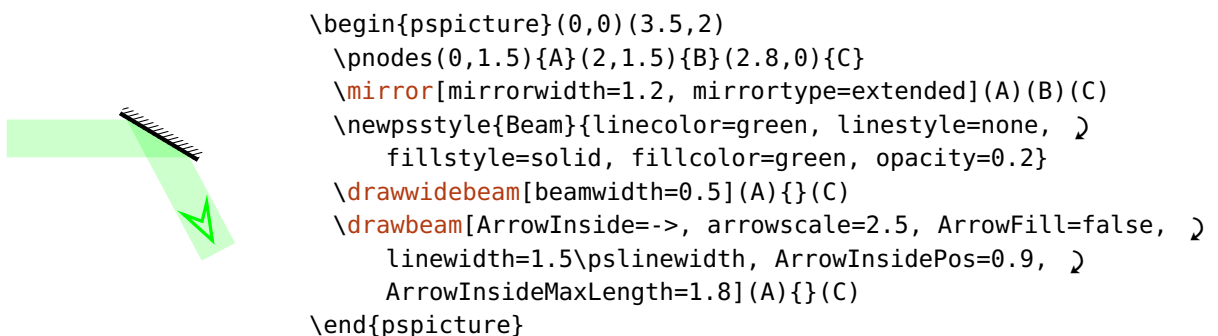 \begin{pspicture}(0,0)(3.5,2)
\pnodes(0,1.5){A}(2,1.5){B}(2.8,0){C}
\mirror[mirrorwidth=1.2, mirrortype=extended](A)(B)(C)
\newpsstyle{Beam}{linecolor=green, linestyle=none,
fillstyle=solid, fillcolor=green, opacity=0.2}
\drawwidebeam[beamwidth=0.5](A){}(C)
\drawbeam[ArrowInside=->, arrowscale=2.5, ArrowFill=false,
linewidth=1.5\pslinewidth, ArrowInsidePos=0.9,
ArrowInsideMaxLength=1.8](A){}(C)
\end{pspicture}